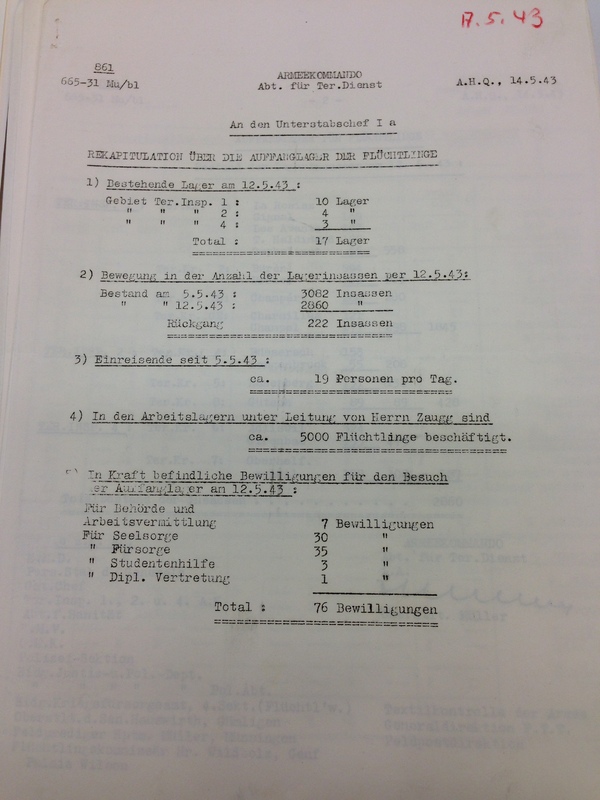 17.5.43
861
665-31 Mü/bl
ARMEEKOMMANDO
Abt. für Ter.Dienst
A.H.Q., 14.5.43
An den Unterstabschef I a
REKAPITULATION ÜBER DIE AUFFANGLAGER DER FLÜCHTLINGE
1) Bestehende Lager am 12.5.43 :
Gebiet Ter.Insp. 1 : 10 Lager
" " " 2 : 4 "
" " " 4 : 3 "
Total : 17 Lager
2) Bewegung in der Anzahl der Lagerinsassen per 12.5.43:
Bestand am 5.5.43 : 3082 Insassen
" " 12.5.43 : 2860 "
Rückgang 222 Insassen
3) Einreisende seit 5.5.43 :
ca. 19 Personen pro Tag.
4) In den Arbeitslagern unter Leitung von Herrn Zaugg sind
ca. 5000 Flüchtlinge beschäftigt.
In Kraft befindliche Bewilligungen für den Besuch
der Auffanglager am 12.5.43 :
Für Behörde und
Arbeitsvermittlung 7 Bewilligungen
Für Seelsorge 30 "
" Fürsorge 35 "
" Studentenhilfe 3 "
" Dipl. Vertretung 1 "
Total : 76 Bewilligungen